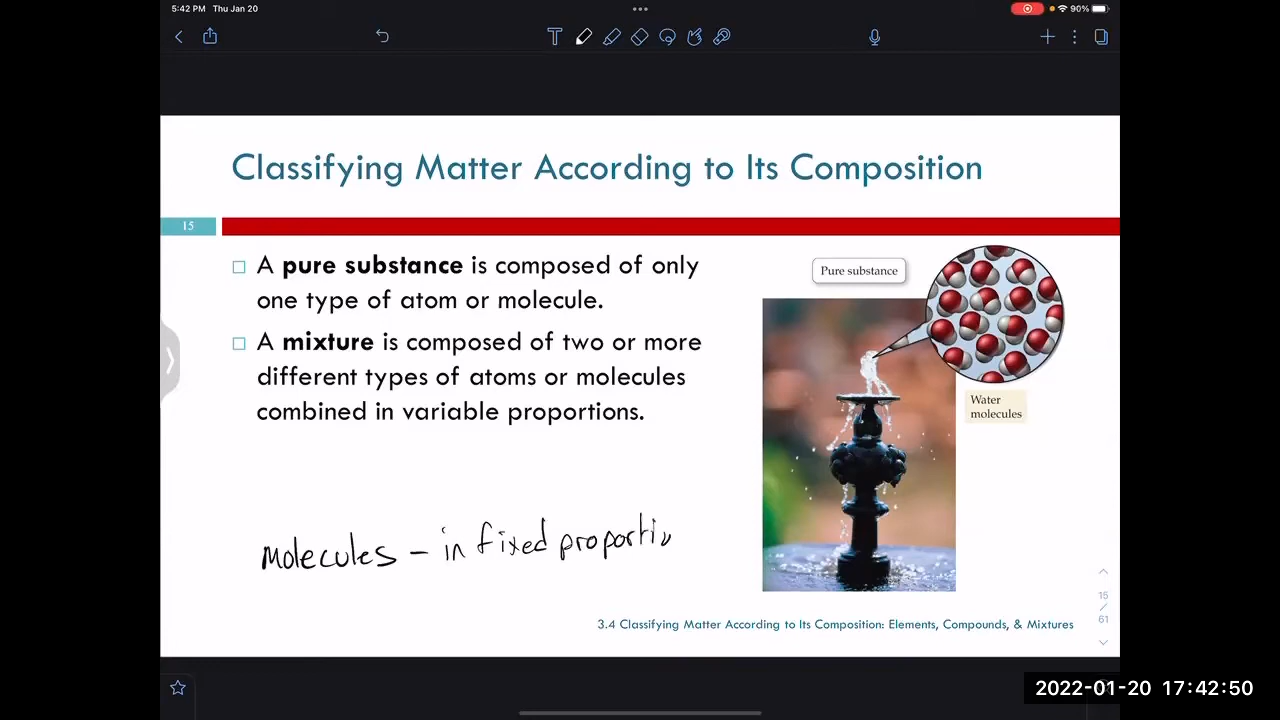 5:42 PM Thu Jan 20
90%
Classifying Matter According to Its Composition
15
A pure substance is composed of only
one type of atom or molecule.
A mixture is composed of two or more
different types of atoms or molecules
combined in variable proportions.
Pure substance
Water
molecules
molecules - in fixed proporti
15
/
61
3.4 Classifying Matter According to Its Composition: Elements, Compounds, & Mixtures
2022-01-20 17:42:50